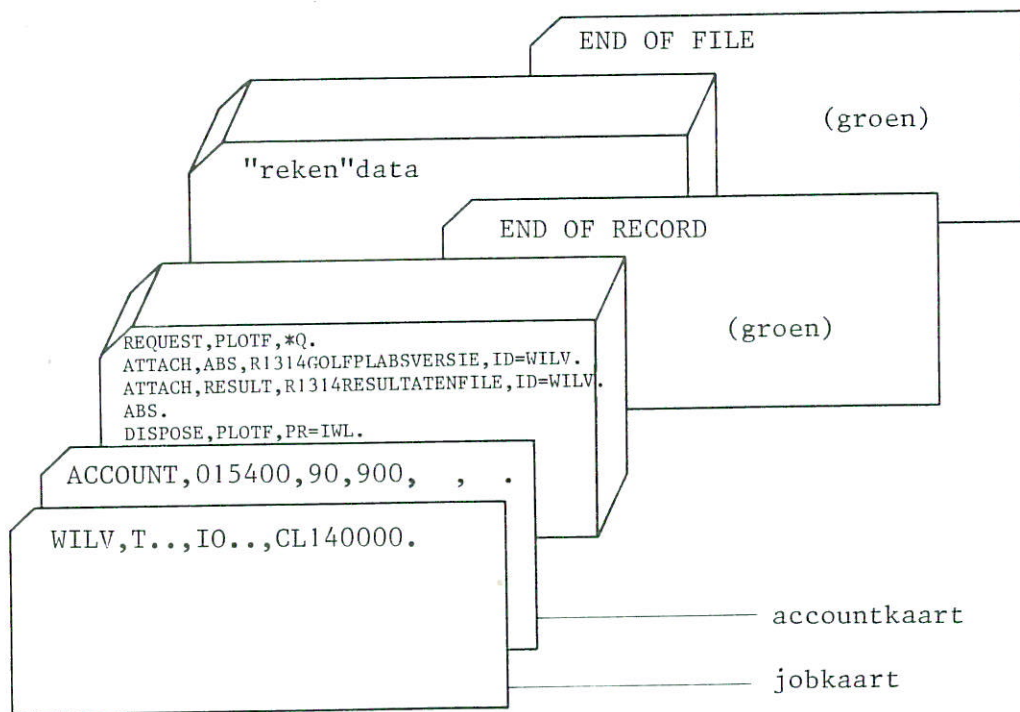 END OF FILE
(groen)
"reken"data
END OF RECORD
(groen)
REQUEST,PLOTF,*Q.
ATTACH,ABS,R1314GOLFPLABSVERSIE,ID=WILV.
ATTACH,RESULT,R1314RESULTATENFILE,ID=WILV.
ABS.
DISPOSE,PLOTF,PR=IWL.
ACCOUNT,015400,90,900, , .
WILV,T..,IO..,CL140000.
accountkaart
jobkaart